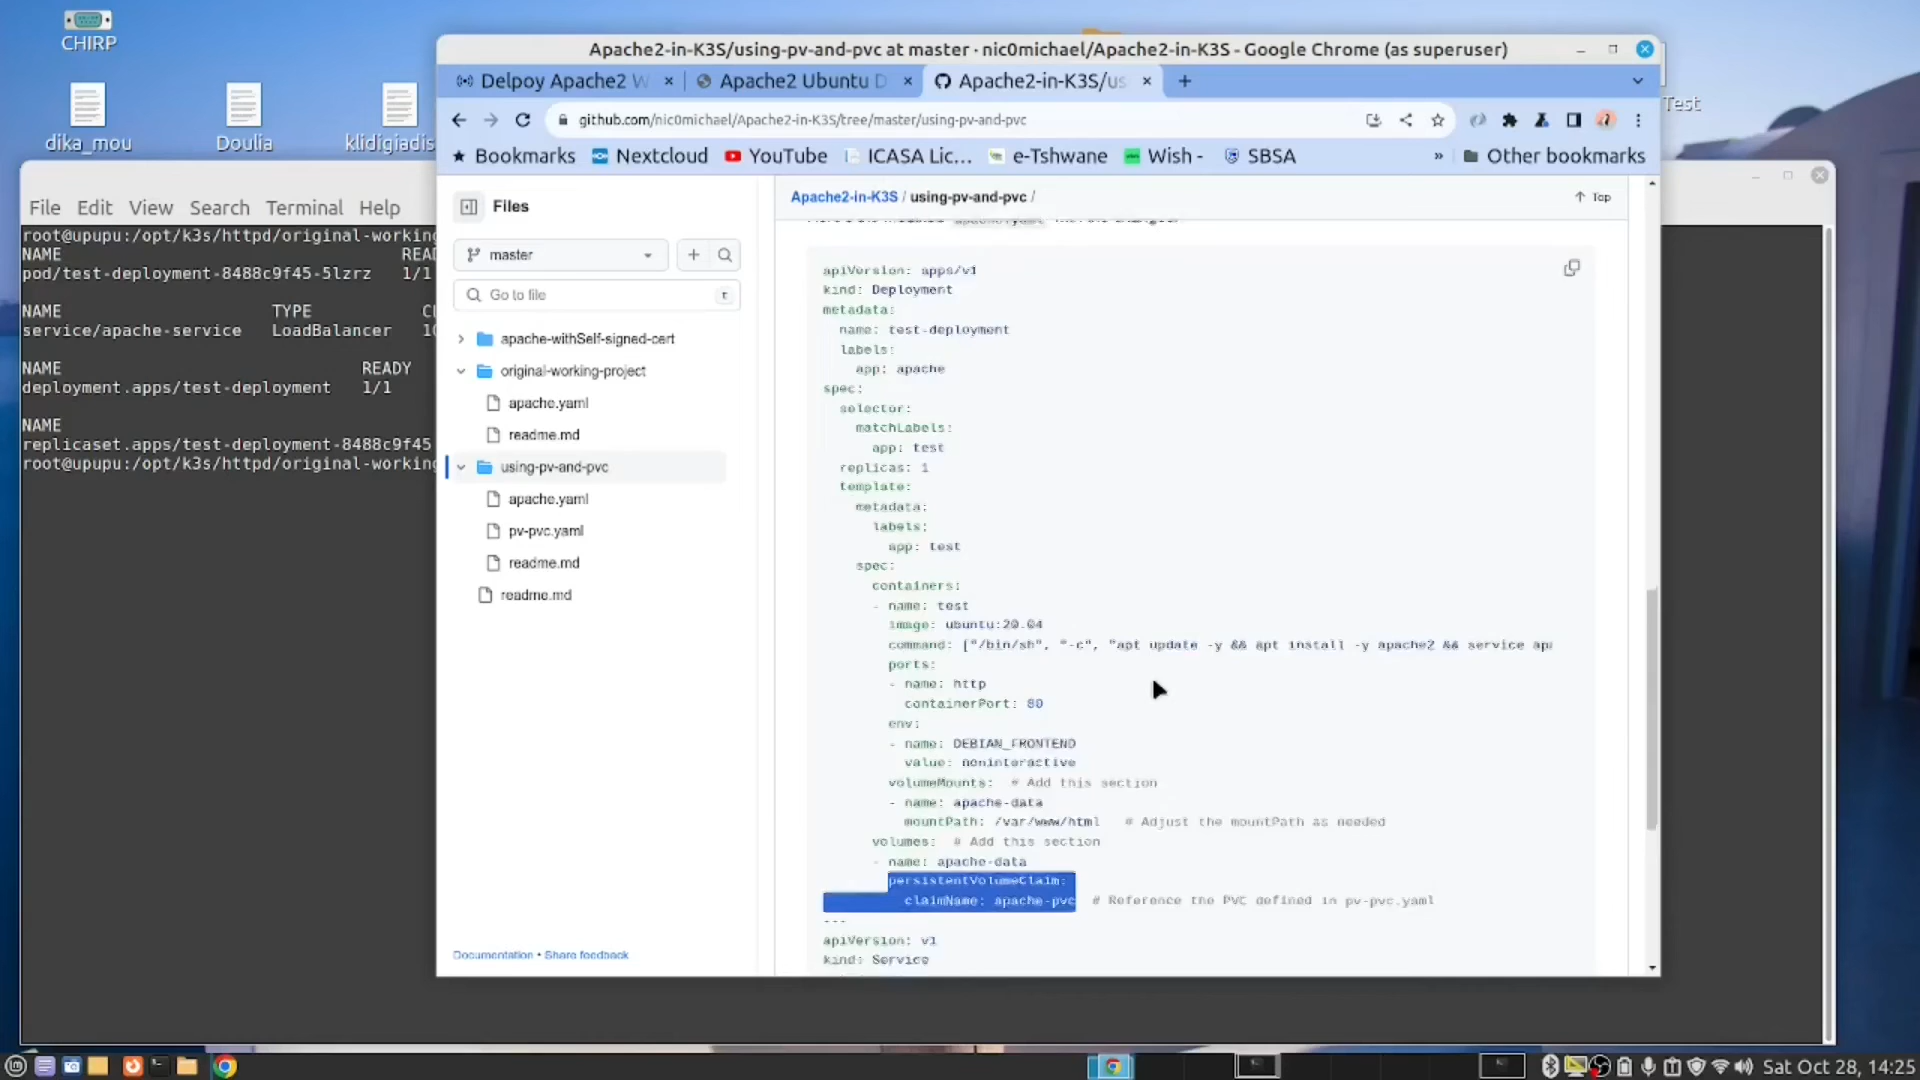 CHIRP
dika_mou
Doulia
klidigiadis
Test
File Edit View Search Terminal Help
root@upupu:/opt/k3s/httpd/original-working
NAME READ
pod/test-deployment-8488c9f45-5lzrz 1/1
NAME TYPE CL
service/apache-service LoadBalancer 10
NAME READY
deployment.apps/test-deployment 1/1
NAME
replicaset.apps/test-deployment-8488c9f45
root@upupu:/opt/k3s/httpd/original-working
Apache2-in-K3S/using-pv-and-pvc at master · nic0michael/Apache2-in-K3S - Google Chrome (as superuser)
Delpoy Apache2 W
Apache2 Ubuntu D
Apache2-in-K3S/us
github.com/nic0michael/Apache2-in-K3S/tree/master/using-pv-and-pvc
Bookmarks Nextcloud YouTube ICASA Lic... e-Tshwane Wish - SBSA » Other bookmarks
Files
master
Go to file t
apache-withSelf-signed-cert
original-working-project
apache.yaml
readme.md
using-pv-and-pvc
apache.yaml
pv-pvc.yaml
readme.md
readme.md
Documentation • Share feedback
Apache2-in-K3S / using-pv-and-pvc / Top
apiVersion: apps/v1
kind: Deployment
metadata:
name: test-deployment
labels:
app: apache
spec:
selector:
matchLabels:
app: test
replicas: 1
template:
metadata:
labels:
app: test
spec:
containers:
- name: test
image: ubuntu:20.04
command: ["/bin/sh", "-c", "apt update -y && apt install -y apache2 && service apa
ports:
- name: http
containerPort: 80
env:
- name: DEBIAN_FRONTEND
value: noninteractive
volumeMounts: # Add this section
- name: apache-data
mountPath: /var/www/html # Adjust the mountPath as needed
volumes: # Add this section
- name: apache-data
persistentVolumeClaim:
claimName: apache-pvc # Reference the PVC defined in pv-pvc.yaml
---
apiVersion: v1
kind: Service
Sat Oct 28, 14:25